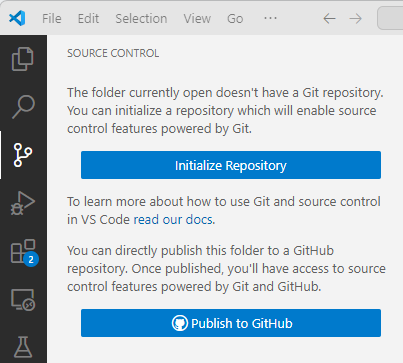 File Edit Selection View Go ...
SOURCE CONTROL
The folder currently open doesn't have a Git repository.
You can initialize a repository which will enable source
control features powered by Git.
Initialize Repository
To learn more about how to use Git and source control
in VS Code read our docs.
You can directly publish this folder to a GitHub
repository. Once published, you'll have access to source
control features powered by Git and GitHub.
2
Publish to GitHub